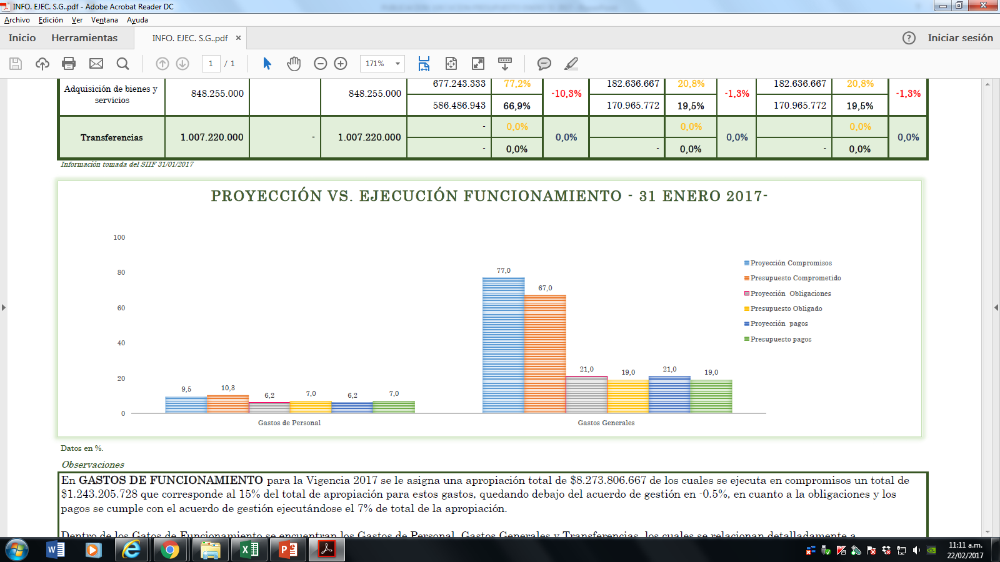 INFO. EJEC. S.G..pdf - Adobe Acrobat Reader DC
Archivo Edición Ver Ventana Ayuda
Inicio Herramientas INFO. EJEC. S.G..pdf × ? Iniciar sesión
1 / 1 171%
Adquisición de bienes y servicios 848.255.000 848.255.000 677.243.333 77,2% -10,3% 182.636.667 20,8% -1,3% 182.636.667 20,8% -1,3%
586.486.943 66,9% 170.965.772 19,5% 170.965.772 19,5%
Transferencias 1.007.220.000 - 1.007.220.000 - 0,0% 0,0% 0,0% 0,0% 0,0% 0,0%
- 0,0% - 0,0% - 0,0%
Información tomada del SIIF 31/01/2017
PROYECCIÓN VS. EJECUCIÓN FUNCIONAMIENTO - 31 ENERO 2017-
100
80
60
40
20
0
9,5 10,3 6,2 7,0 6,2 7,0
77,0 67,0 21,0 19,0 21,0 19,0
Gastos de Personal Gastos Generales
Proyección Compromisos
Presupuesto Comprometido
Proyección Obligaciones
Presupuesto Obligado
Proyección pagos
Presupuesto pagos
Datos en %.
Observaciones
En GASTOS DE FUNCIONAMIENTO para la Vigencia 2017 se le asigna una apropiación total de $8.273.806.667 de los cuales se ejecuta en compromisos un total de
$1.243.205.728 que corresponde al 15% del total de apropiación para estos gastos, quedando debajo del acuerdo de gestión en -0.5%, en cuanto a la obligaciones y los
pagos se cumple con el acuerdo de gestión ejecutándose el 7% de total de la apropiación.
Dentro de los Gatos de Funcionamiento se encuentran los Gastos de Personal, Gastos Generales y Transferencias, los cuales se relacionan detalladamente a
11:11 a.m.
22/02/2017